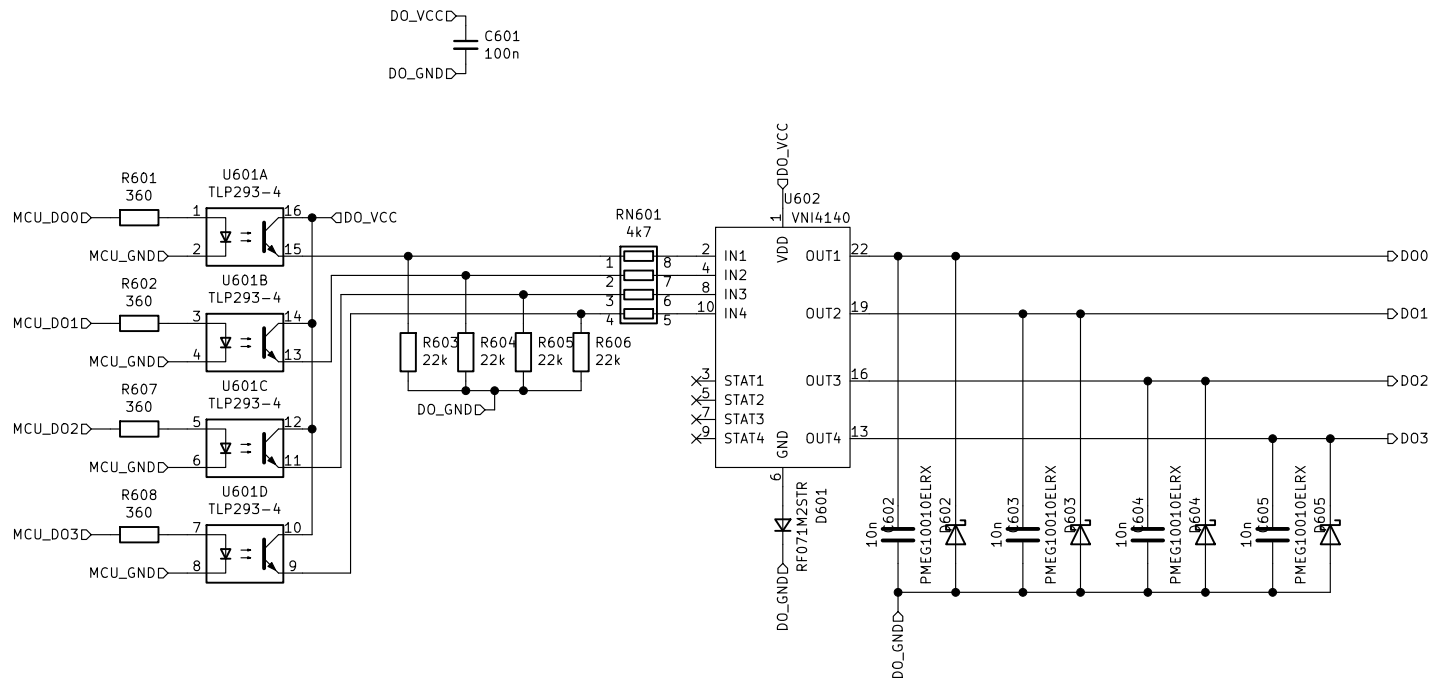 DO_VCC
C601
100n
DO_GND
DO_VCC
U602
VNI4140
R601
360
MCU_DO0
MCU_GND
U601A
TLP293-4
1
2
16
15
DO_VCC
R602
360
MCU_DO1
MCU_GND
U601B
TLP293-4
3
4
14
13
R607
360
MCU_DO2
MCU_GND
U601C
TLP293-4
5
6
12
11
R608
360
MCU_DO3
MCU_GND
U601D
TLP293-4
7
8
10
9
RN601
4k7
1 8
2 7
3 6
4 5
R603
22k
R604
22k
R605
22k
R606
22k
DO_GND
1
VDD
2 IN1
4 IN2
8 IN3
10 IN4
3 STAT1
5 STAT2
7 STAT3
9 STAT4
OUT1 22
OUT2 19
OUT3 16
OUT4 13
GND
6
RF071M2STR
D601
DO_GND
DO0
DO1
DO2
DO3
10n
C602
PMEG10010ELRX
D602
10n
C603
PMEG10010ELRX
D603
10n
C604
PMEG10010ELRX
D604
10n
C605
PMEG10010ELRX
D605
DO_GND